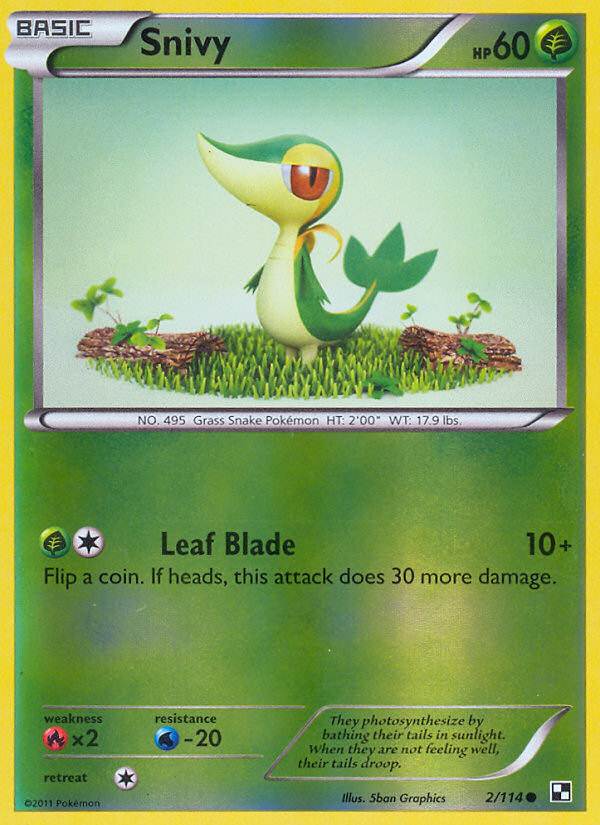 BASIC
Snivy
HP60
NO. 495 Grass Snake Pokémon HT: 2'00" WT: 17.9 lbs.
Leaf Blade 10+
Flip a coin. If heads, this attack does 30 more damage.
weakness resistance
×2 -20
They photosynthesize by
bathing their tails in sunlight.
When they are not feeling well,
their tails droop.
retreat
©2011 Pokémon
Illus. 5ban Graphics 2/114